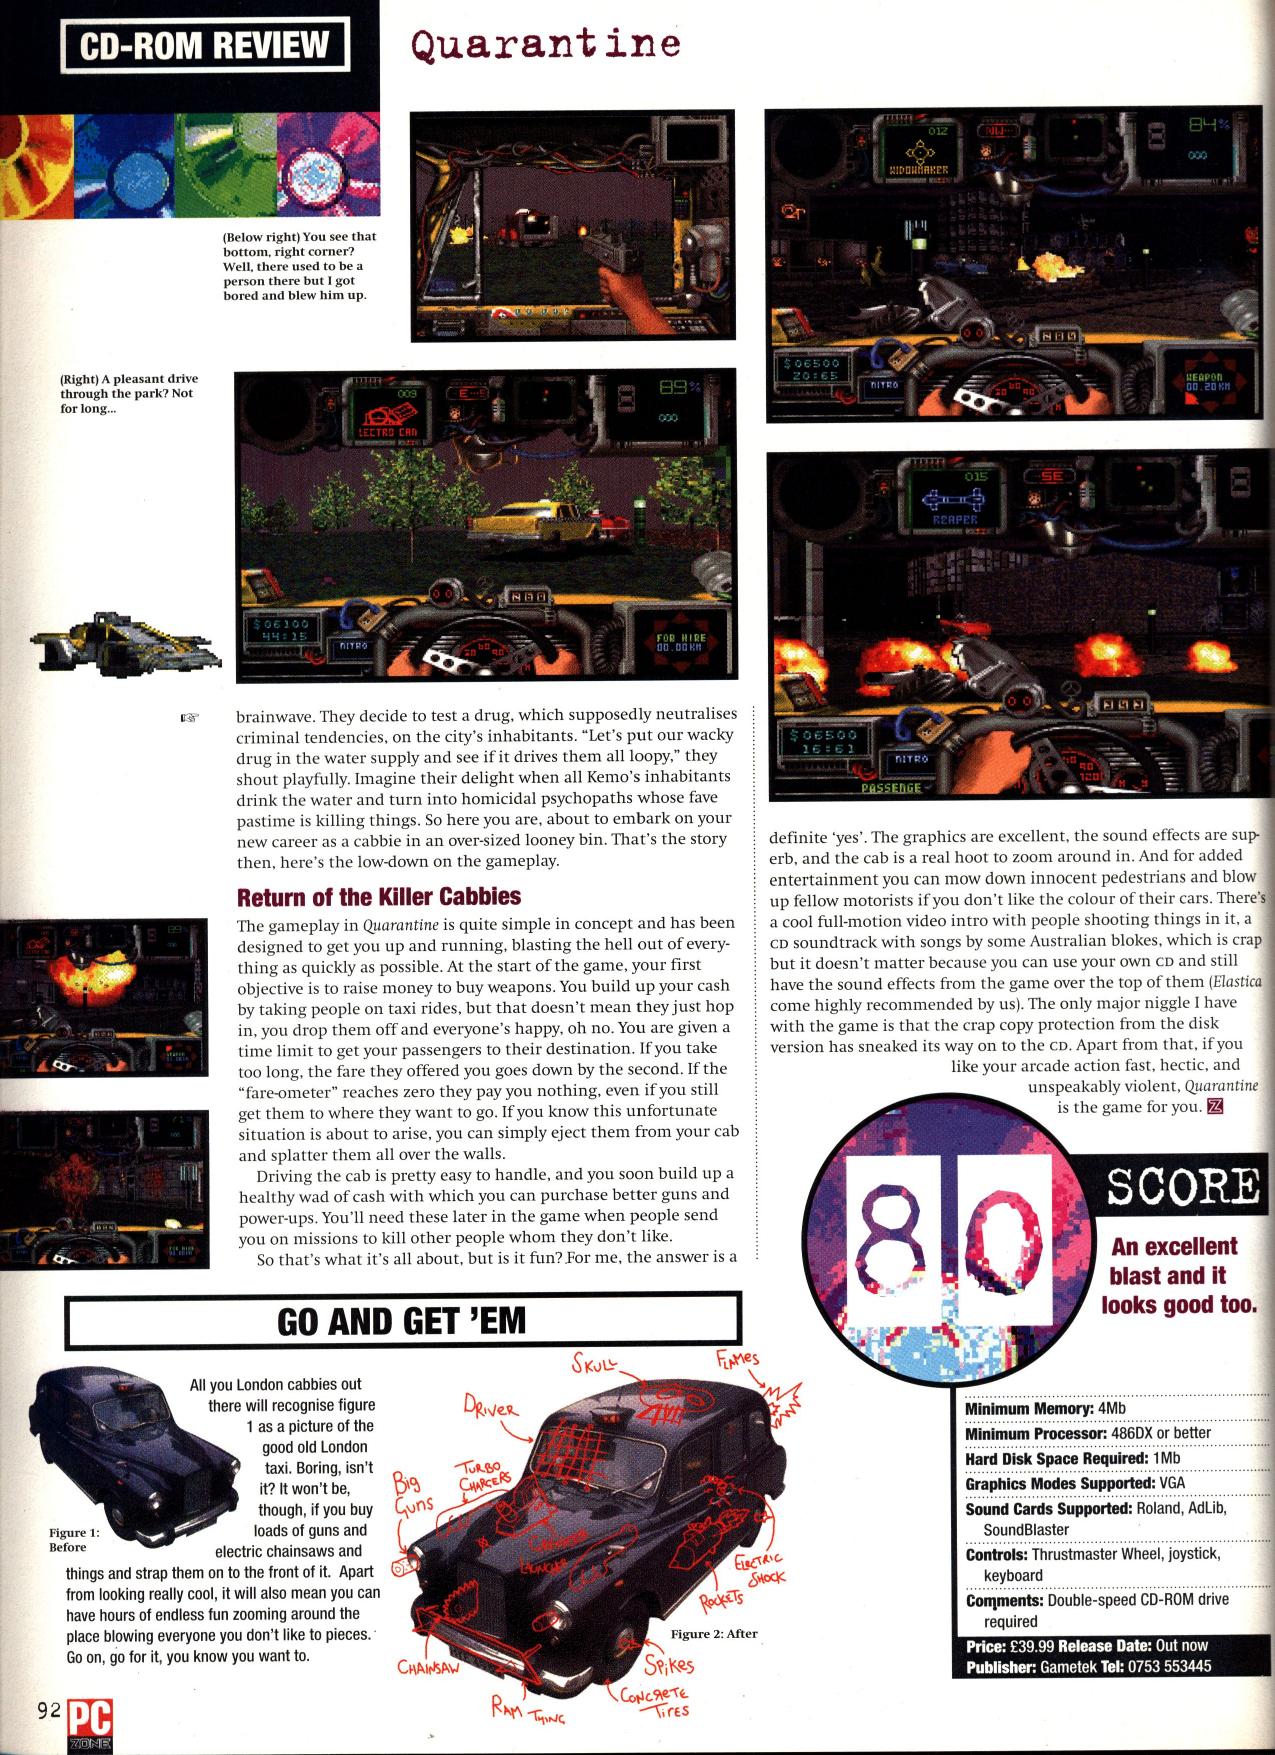 CD-ROM REVIEW
Quarantine
(Below right) You see that
bottom, right corner?
Well, there used to be a
person there but I got
bored and blew him up.
(Right) A pleasant drive
through the park? Not
for long...
012
WIDOWMAKER
NW
84%
000
$06500
20:65
NITRO
WEAPON
00.20KM
009
LECTRO CAN
E
89%
000
$06100
44:15
NITRO
FOR HIRE
00.00KM
015
REAPER
SE
$06500
16:61
NITRO
PASSENGE
brainwave. They decide to test a drug, which supposedly neutralises
criminal tendencies, on the city's inhabitants. “Let's put our wacky
drug in the water supply and see if it drives them all loopy,” they
shout playfully. Imagine their delight when all Kemo's inhabitants
drink the water and turn into homicidal psychopaths whose fave
pastime is killing things. So here you are, about to embark on your
new career as a cabbie in an over-sized looney bin. That's the story
then, here's the low-down on the gameplay.
Return of the Killer Cabbies
The gameplay in Quarantine is quite simple in concept and has been
designed to get you up and running, blasting the hell out of every-
thing as quickly as possible. At the start of the game, your first
objective is to raise money to buy weapons. You build up your cash
by taking people on taxi rides, but that doesn't mean they just hop
in, you drop them off and everyone's happy, oh no. You are given a
time limit to get your passengers to their destination. If you take
too long, the fare they offered you goes down by the second. If the
“fare-ometer” reaches zero they pay you nothing, even if you still
get them to where they want to go. If you know this unfortunate
situation is about to arise, you can simply eject them from your cab
and splatter them all over the walls.
Driving the cab is pretty easy to handle, and you soon build up a
healthy wad of cash with which you can purchase better guns and
power-ups. You'll need these later in the game when people send
you on missions to kill other people whom they don't like.
So that's what it's all about, but is it fun? For me, the answer is a
definite ‘yes’. The graphics are excellent, the sound effects are sup-
erb, and the cab is a real hoot to zoom around in. And for added
entertainment you can mow down innocent pedestrians and blow
up fellow motorists if you don't like the colour of their cars. There's
a cool full-motion video intro with people shooting things in it, a
CD soundtrack with songs by some Australian blokes, which is crap
but it doesn't matter because you can use your own CD and still
have the sound effects from the game over the top of them (Elastica
come highly recommended by us). The only major niggle I have
with the game is that the crap copy protection from the disk
version has sneaked its way on to the CD. Apart from that, if you
like your arcade action fast, hectic, and
unspeakably violent, Quarantine
is the game for you. Z
80
SCORE
An excellent
blast and it
looks good too.
Minimum Memory: 4Mb
Minimum Processor: 486DX or better
Hard Disk Space Required: 1Mb
Graphics Modes Supported: VGA
Sound Cards Supported: Roland, AdLib,
SoundBlaster
Controls: Thrustmaster Wheel, joystick,
keyboard
Comments: Double-speed CD-ROM drive
required
Price: £39.99 Release Date: Out now
Publisher: Gametek Tel: 0753 553445
GO AND GET ’EM
All you London cabbies out
there will recognise figure
1 as a picture of the
good old London
taxi. Boring, isn't
it? It won't be,
though, if you buy
loads of guns and
electric chainsaws and
things and strap them on to the front of it. Apart
from looking really cool, it will also mean you can
have hours of endless fun zooming around the
place blowing everyone you don't like to pieces.
Go on, go for it, you know you want to.
Figure 1:
Before
SKULL
FLAMES
DRIVER
TURBO
CHARGERS
BIG
GUNS
LAUNCHER
ELECTRIC
SHOCK
ROCKETS
Figure 2: After
CHAINSAW
SPIKES
RAM THING
CONCRETE
TIRES
92
PC
ZONE